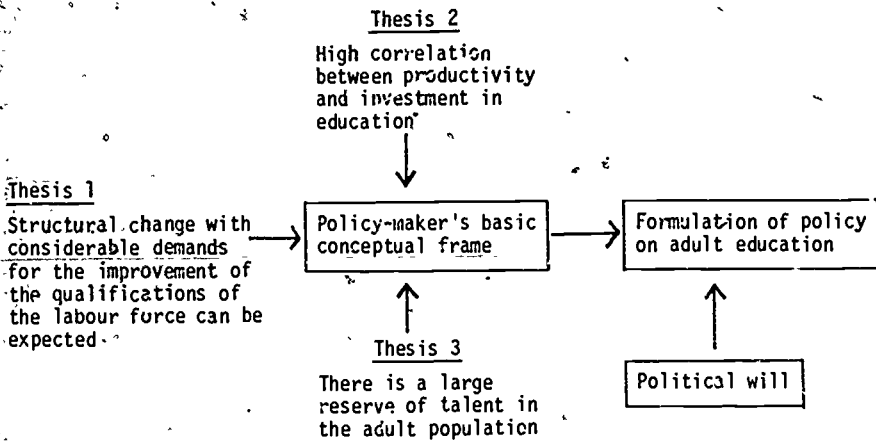 Thesis 2
High correlation
between productivity
and investment in
education
Thesis 1
Structural change with
considerable demands
for the improvement of
the qualifications of
the labour force can be
expected
Policy-maker's basic
conceptual frame
Formulation of policy
on adult education
Thesis 3
There is a large
reserve of talent in
the adult population
Political will